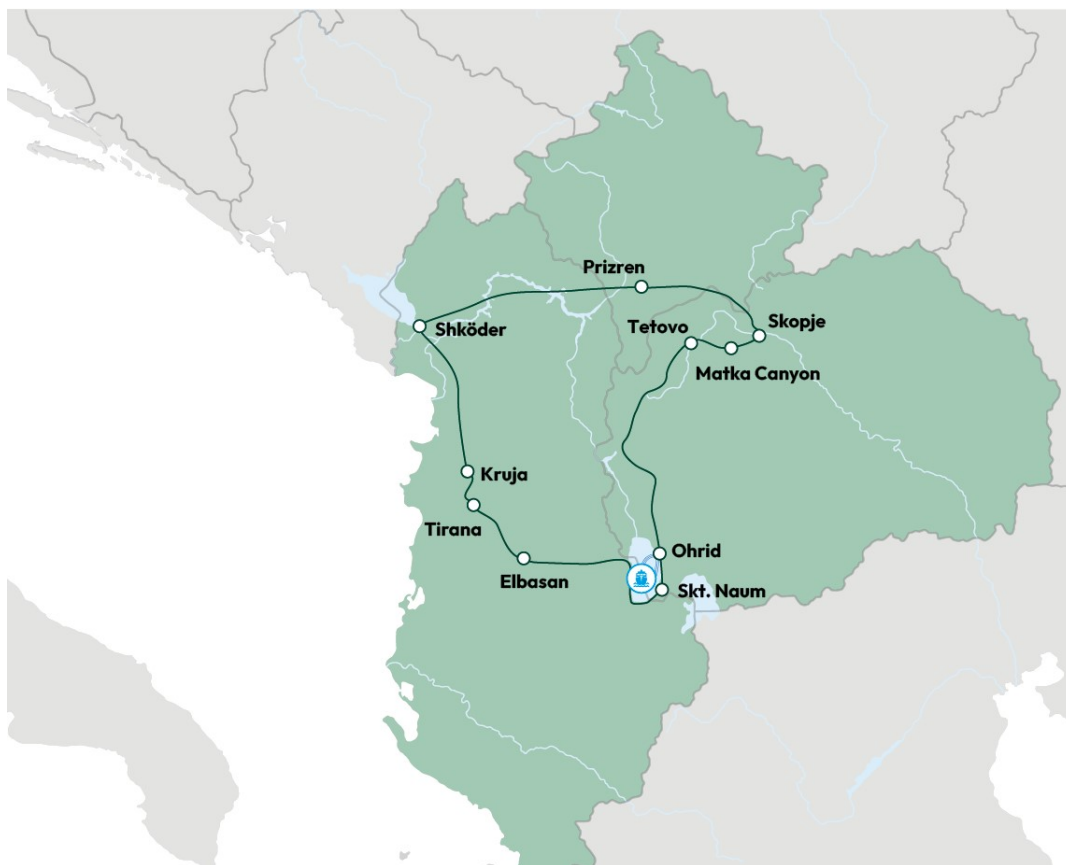 Prizren
Skopje
Shköder
Tetovo
Matka Canyon
Kruja
Tirana
Ohrid
Elbasan
Skt. Naum